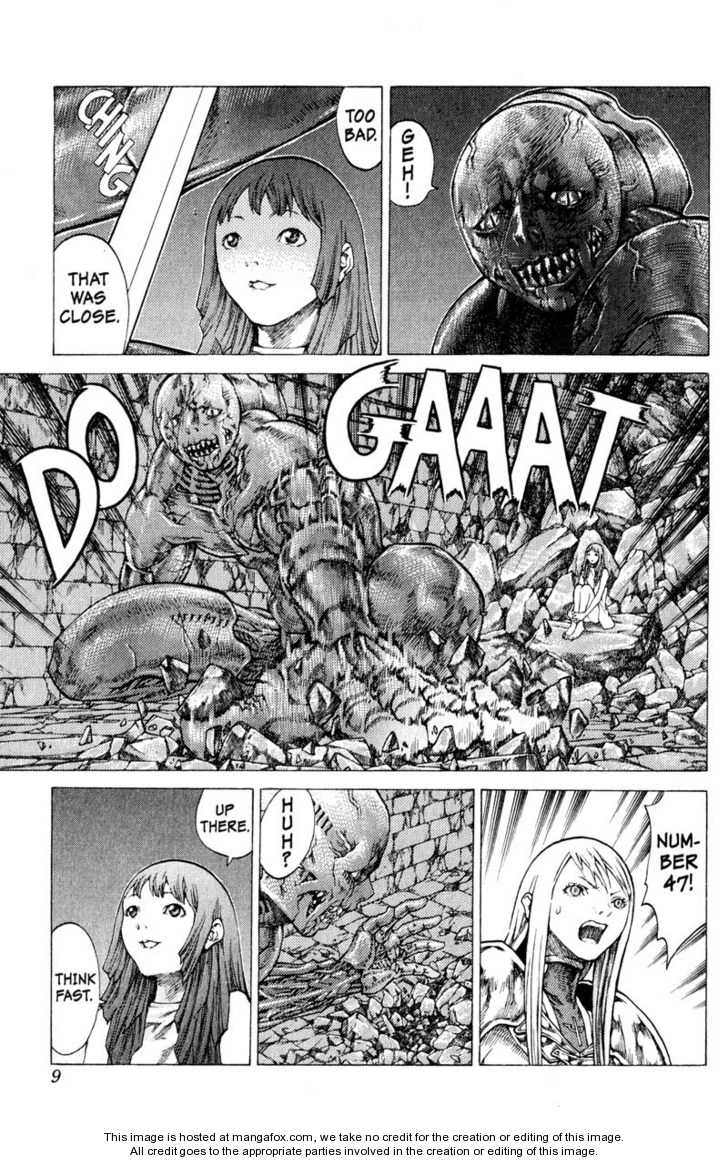 GEH!
TOO
BAD.
CHING
THAT
WAS
CLOSE.
DO GAAAT
NUM-
BER
47!
HUH?
UP
THERE.
THINK
FAST.
9
This image is hosted at mangafox.com, we take no credit for the creation or editing of this image.
All credit goes to the appropriate parties involved in the creation or editing of this image.